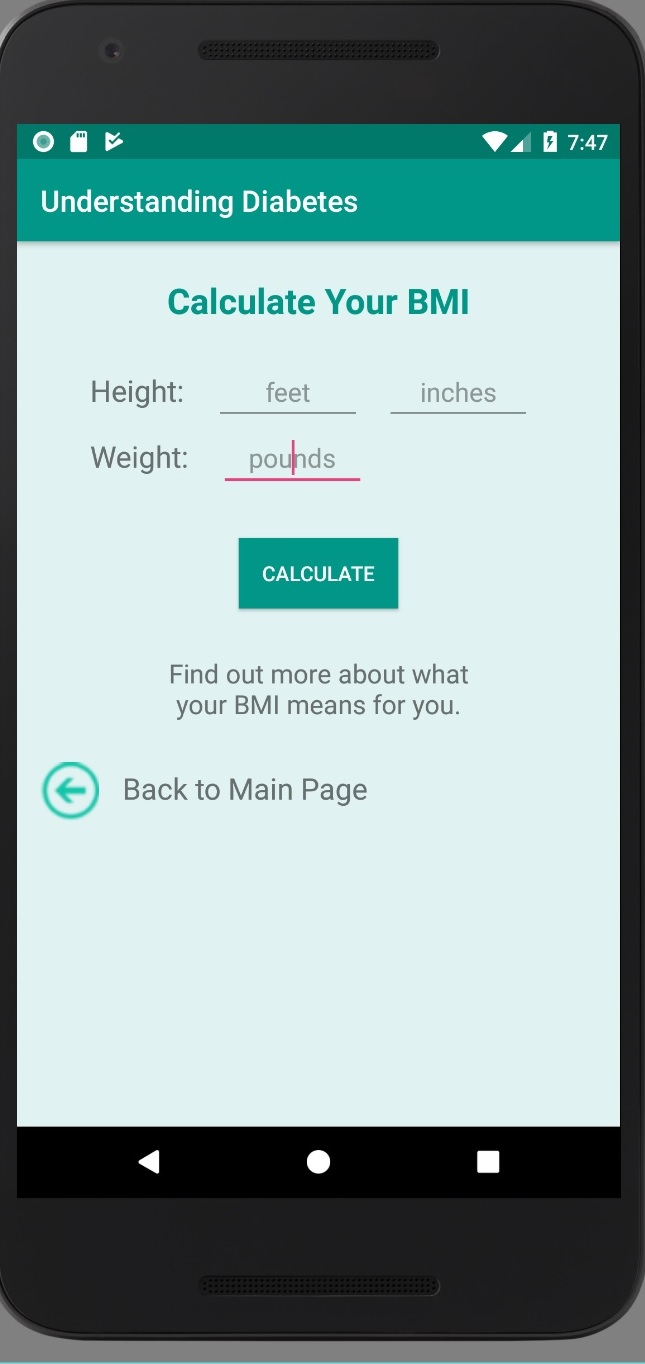 7:47
Understanding Diabetes
Calculate Your BMI
Height: feet inches
Weight: pounds
CALCULATE
Find out more about what
your BMI means for you.
Back to Main Page